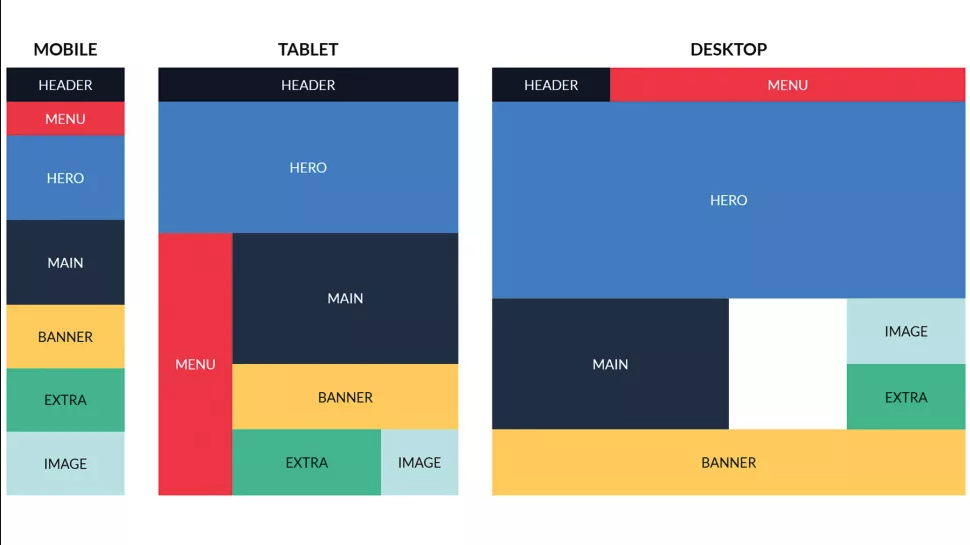 MOBILE
HEADER
MENU
HERO
MAIN
BANNER
EXTRA
IMAGE
TABLET
HEADER
HERO
MENU
MAIN
BANNER
EXTRA
IMAGE
DESKTOP
HEADER
MENU
HERO
MAIN
IMAGE
EXTRA
BANNER